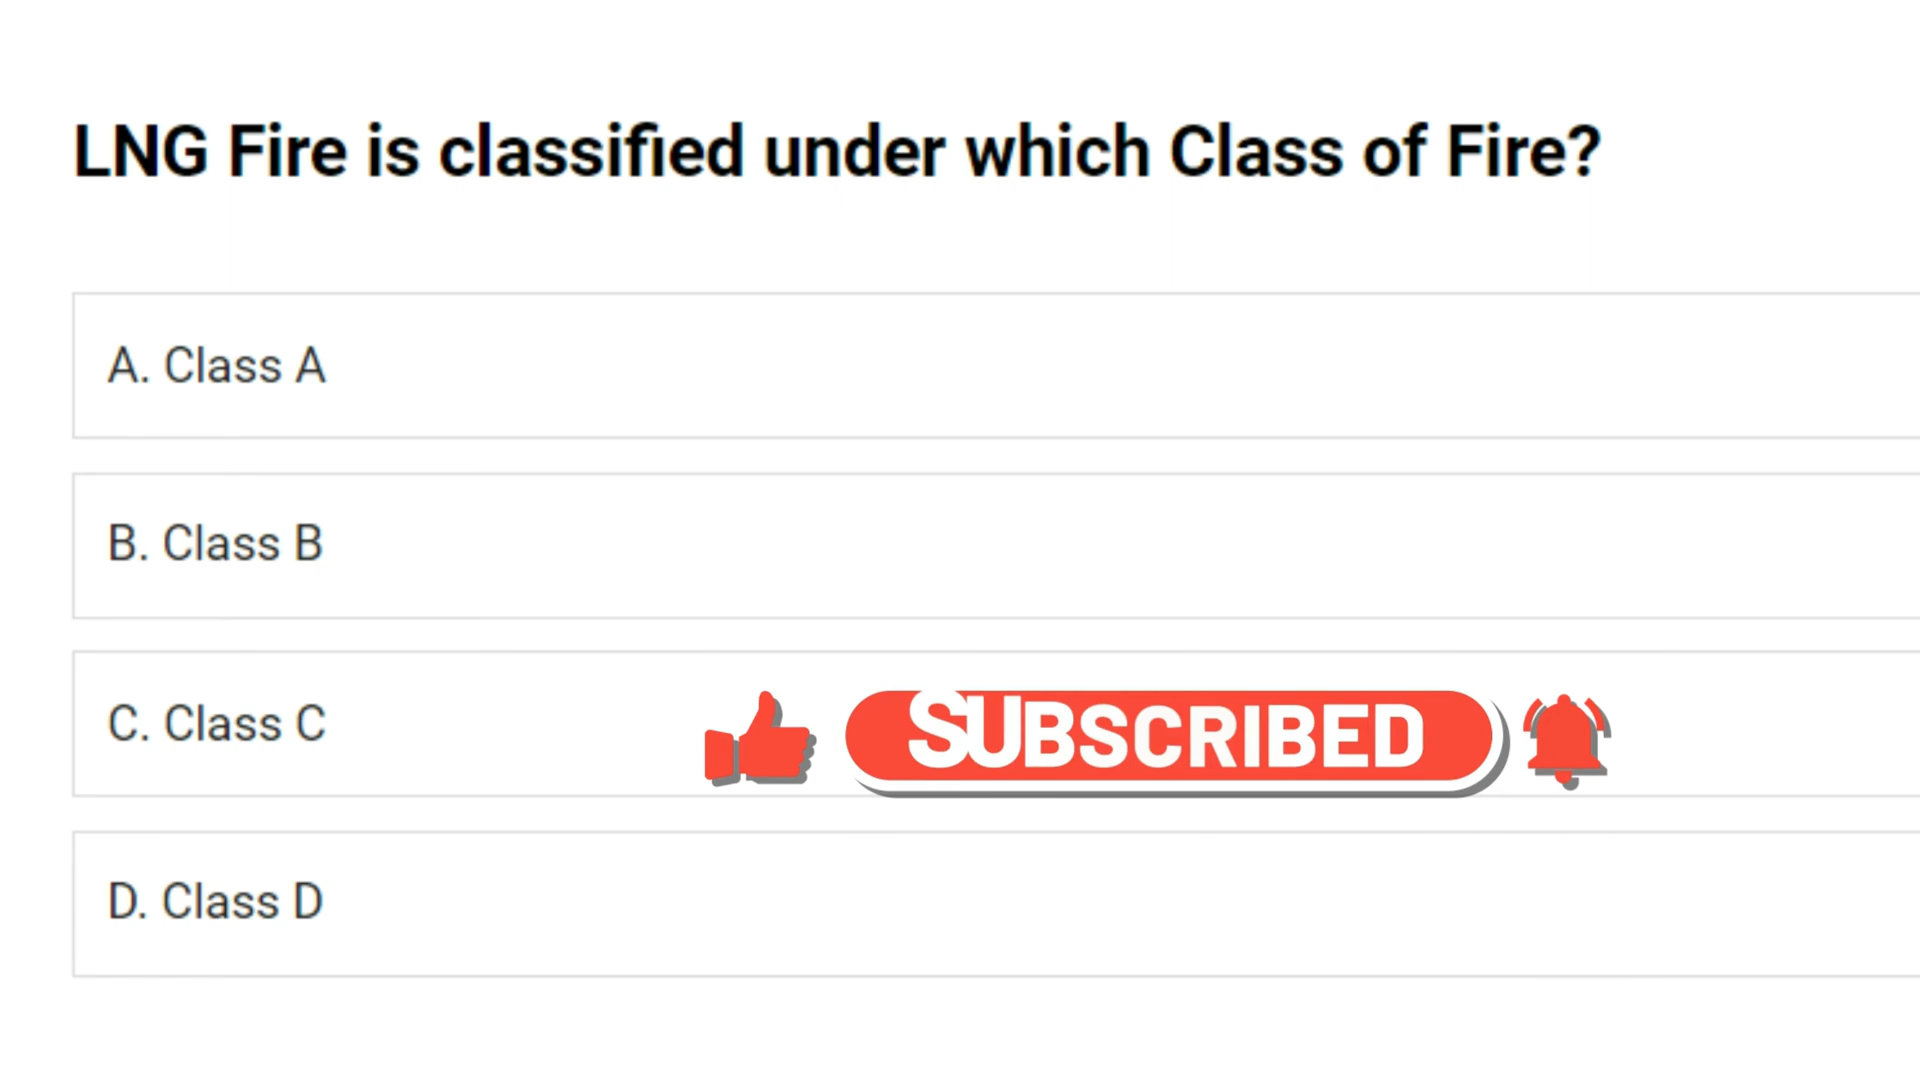 LNG Fire is classified under which Class of Fire?
A. Class A
B. Class B
C. Class C
SUBSCRIBED
D. Class D